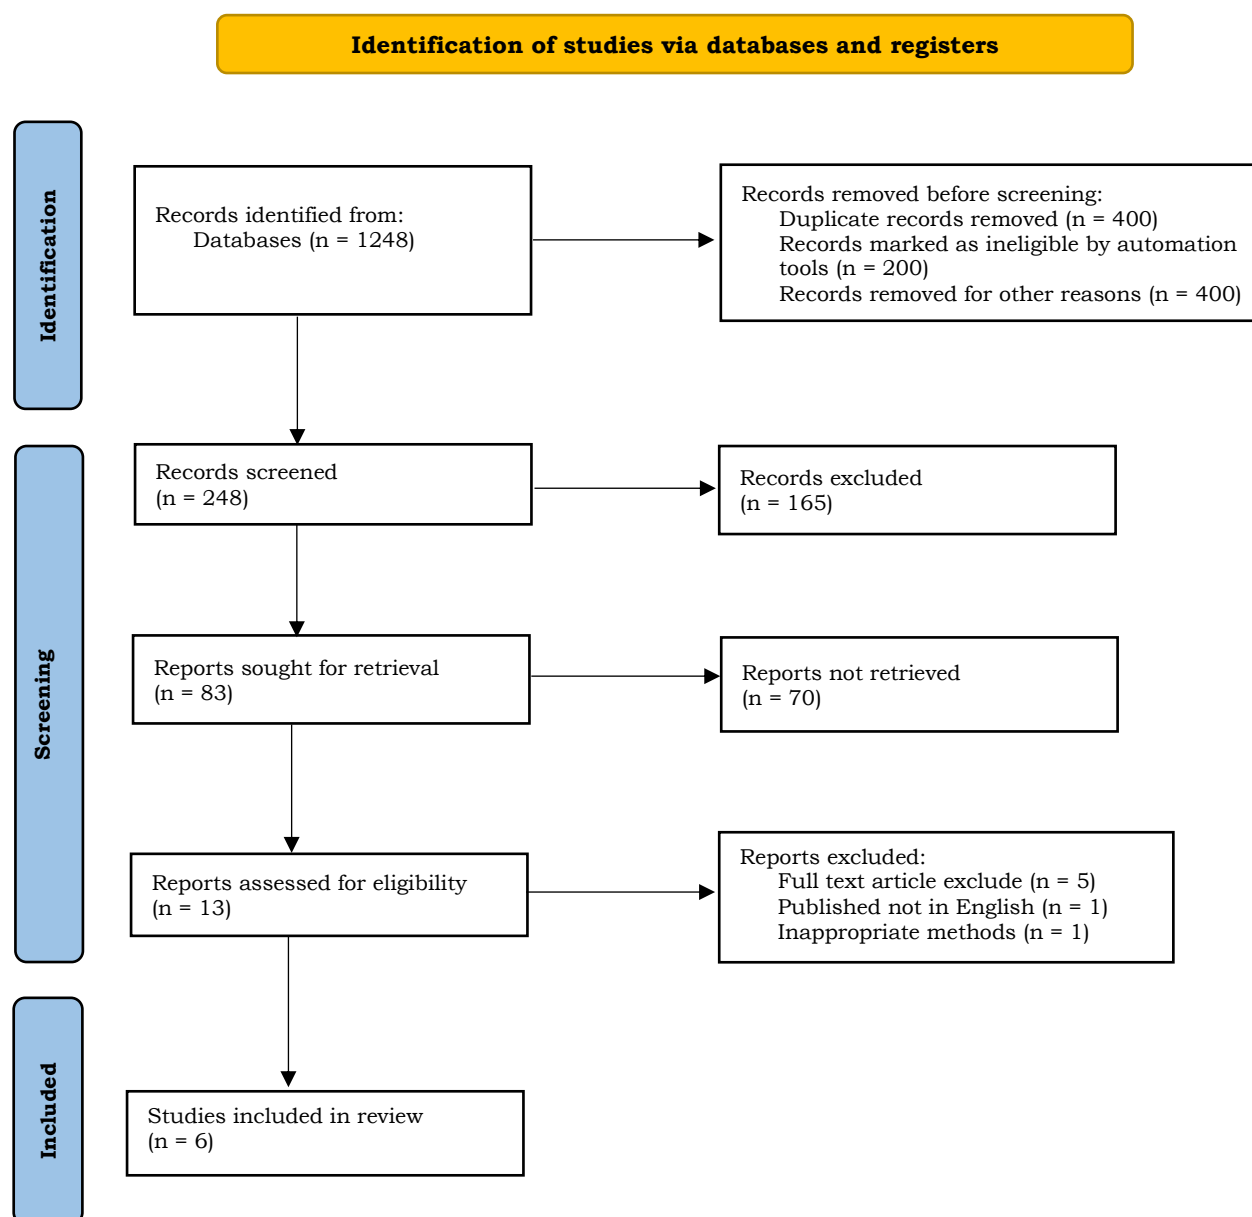 Identification of studies via databases and registers
Identification
Records identified from:
Databases (n = 1248)
Records removed before screening:
Duplicate records removed (n = 400)
Records marked as ineligible by automation
tools (n = 200)
Records removed for other reasons (n = 400)
Screening
Records screened
(n = 248)
Records excluded
(n = 165)
Reports sought for retrieval
(n = 83)
Reports not retrieved
(n = 70)
Reports assessed for eligibility
(n = 13)
Reports excluded:
Full text article exclude (n = 5)
Published not in English (n = 1)
Inappropriate methods (n = 1)
Included
Studies included in review
(n = 6)